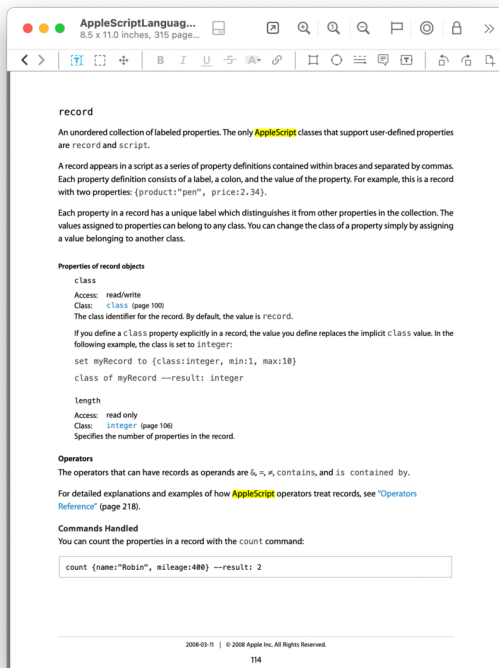 AppleScriptLanguag...
8.5 x 11.0 inches, 315 page...
B I U S A
record
An unordered collection of labeled properties. The only AppleScript classes that support user-defined properties
are record and script.
A record appears in a script as a series of property definitions contained within braces and separated by commas.
Each property definition consists of a label, a colon, and the value of the property. For example, this is a record
with two properties: {product:"pen", price:2.34}.
Each property in a record has a unique label which distinguishes it from other properties in the collection. The
values assigned to properties can belong to any class. You can change the class of a property simply by assigning
a value belonging to another class.
Properties of record objects
class
Access: read/write
Class: class (page 100)
The class identifier for the record. By default, the value is record.
If you define a class property explicitly in a record, the value you define replaces the implicit class value. In the
following example, the class is set to integer:
set myRecord to {class:integer, min:1, max:10}
class of myRecord --result: integer
length
Access: read only
Class: integer (page 106)
Specifies the number of properties in the record.
Operators
The operators that can have records as operands are &, =, ≠, contains, and is contained by.
For detailed explanations and examples of how AppleScript operators treat records, see "Operators
Reference" (page 218).
Commands Handled
You can count the properties in a record with the count command:
count {name:"Robin", mileage:400} --result: 2
2008-03-11 | © 2008 Apple Inc. All Rights Reserved.
114